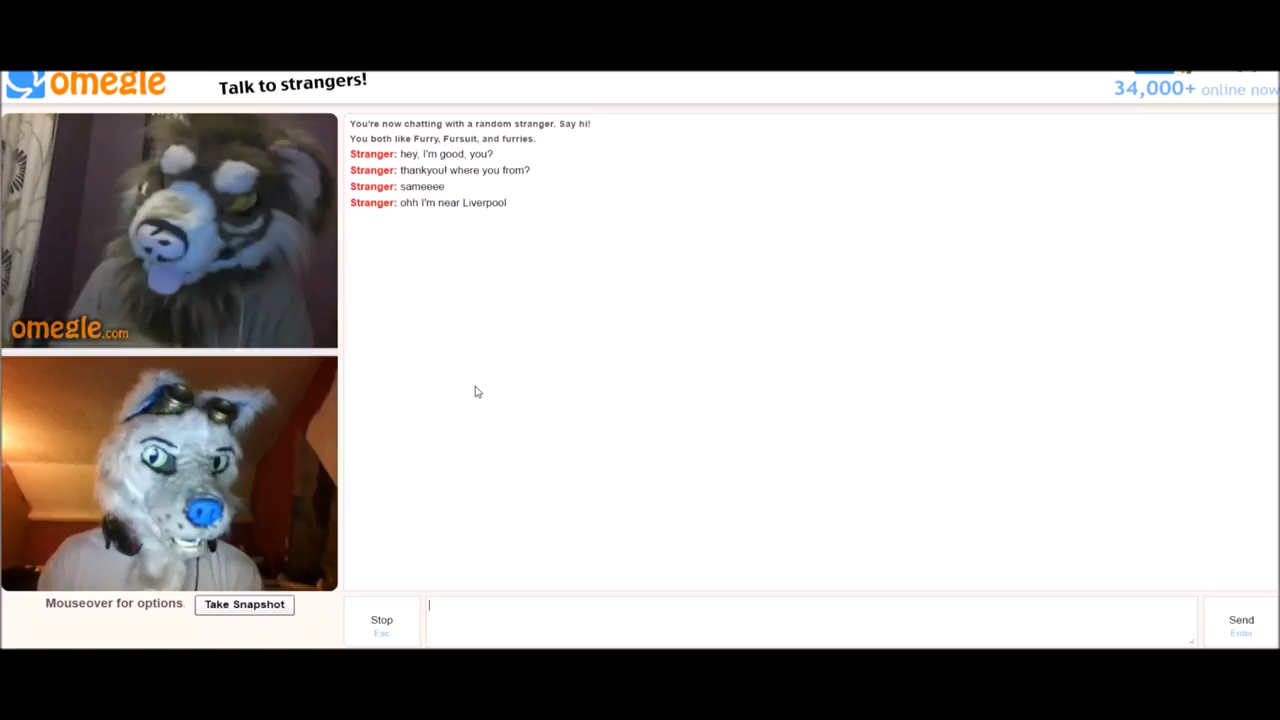 omegle
Talk to strangers!
34,000+ online now
You're now chatting with a random stranger. Say hi!
You both like Furry, Fursuit, and furries.
Stranger: hey, I'm good, you?
Stranger: thankyou! where you from?
Stranger: sameeee
Stranger: ohh I'm near Liverpool
omegle.com
Mouseover for options.
Take Snapshot
Stop
Esc
Send
Enter